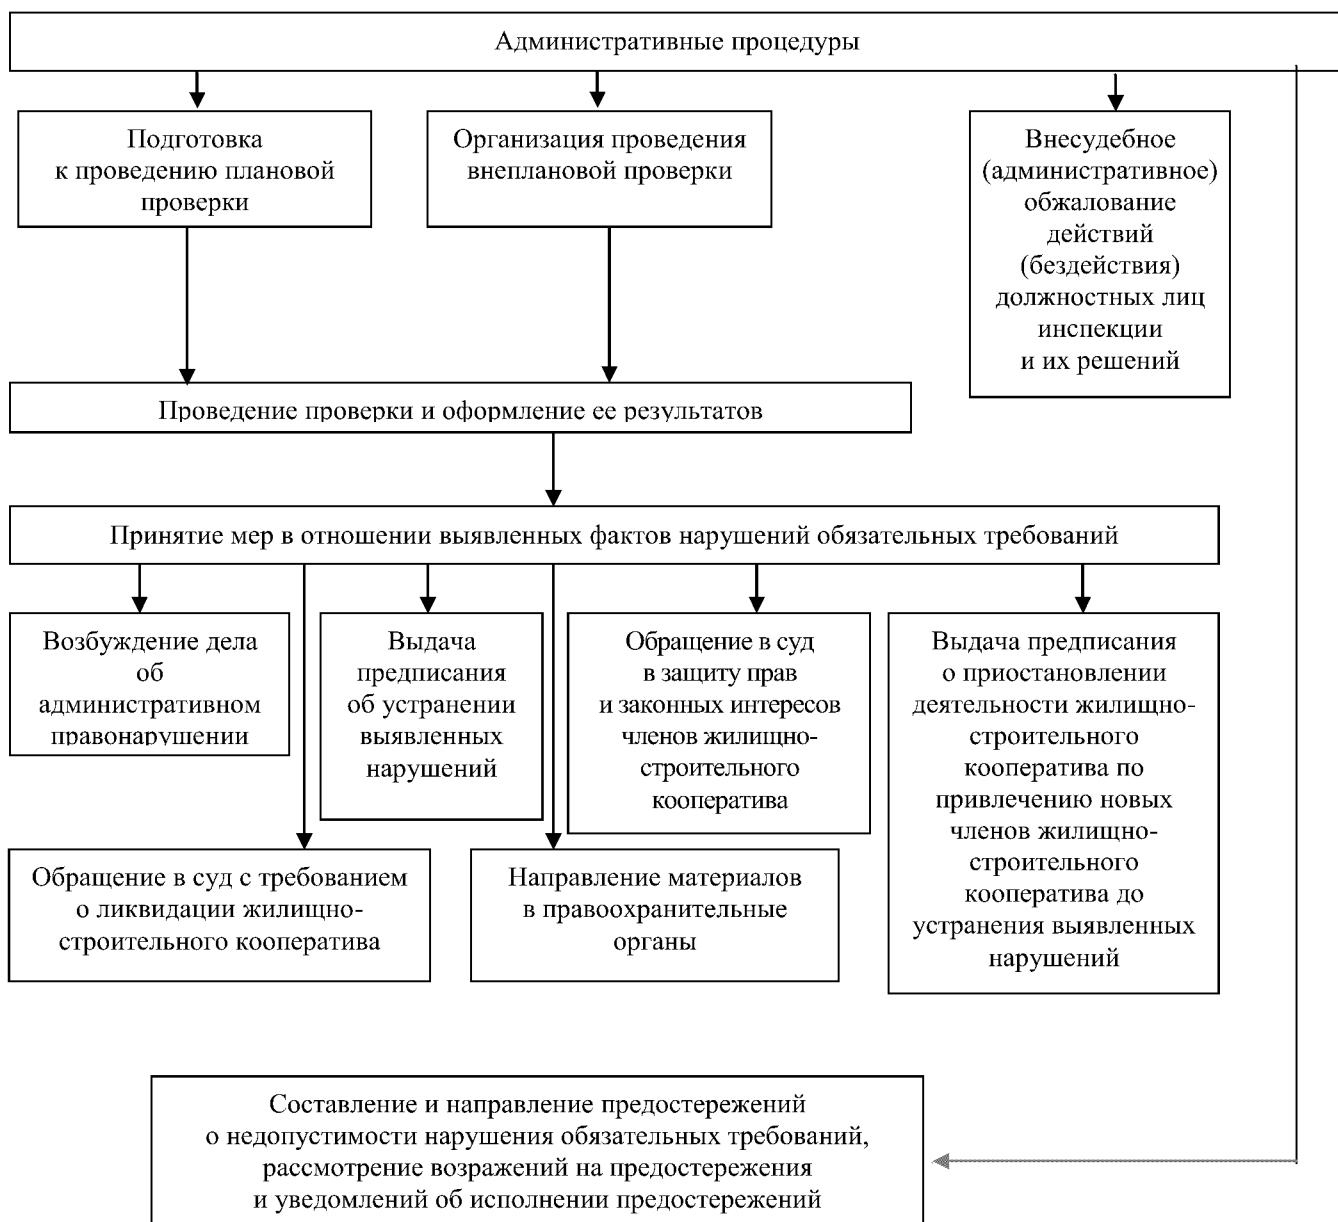 Административные процедуры
Подготовка
к проведению плановой
проверки
Организация проведения
внеплановой проверки
Внесудебное
(административное)
обжалование
действий
(бездействия)
должностных лиц
инспекции
и их решений
Проведение проверки и оформление ее результатов
Принятие мер в отношении выявленных фактов нарушений обязательных требований
Возбуждение дела
об
административном
правонарушении
Выдача
предписания
об устранении
выявленных
нарушений
Обращение в суд
в защиту прав
и законных интересов
членов жилищно-
строительного
кооператива
Выдача предписания
о приостановлении
деятельности жилищно-
строительного
кооператива по
привлечению новых
членов жилищно-
строительного
кооператива до
устранения выявленных
нарушений
Обращение в суд с требованием
о ликвидации жилищно-
строительного кооператива
Направление материалов
в правоохранительные
органы
Составление и направление предостережений
о недопустимости нарушения обязательных требований,
рассмотрение возражений на предостережения
и уведомлений об исполнении предостережений